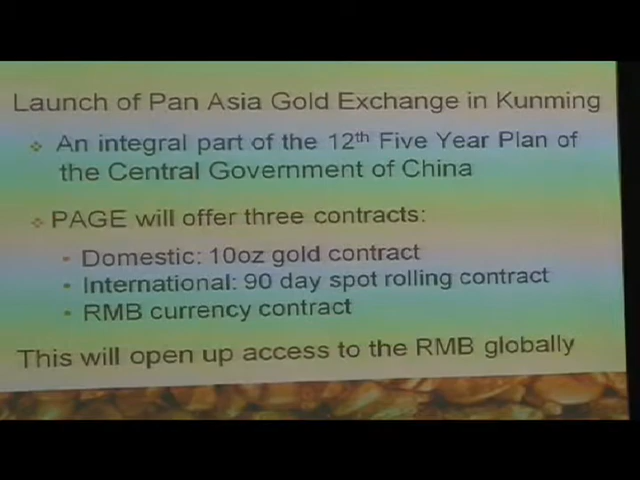 Launch of Pan Asia Gold Exchange in Kunming
An integral part of the 12th Five Year Plan of
the Central Government of China
PAGE will offer three contracts:
Domestic: 10oz gold contract
International: 90 day spot rolling contract
RMB currency contract
This will open up access to the RMB globally